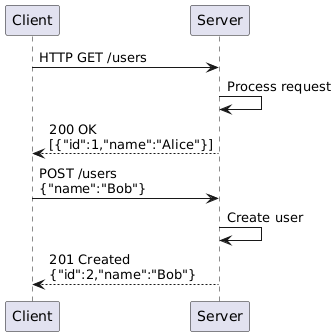 Client
Server
HTTP GET /users
Process request
200 OK
[{"id":1,"name":"Alice"}]
POST /users
{"name":"Bob"}
Create user
201 Created
{"id":2,"name":"Bob"}
Client
Server